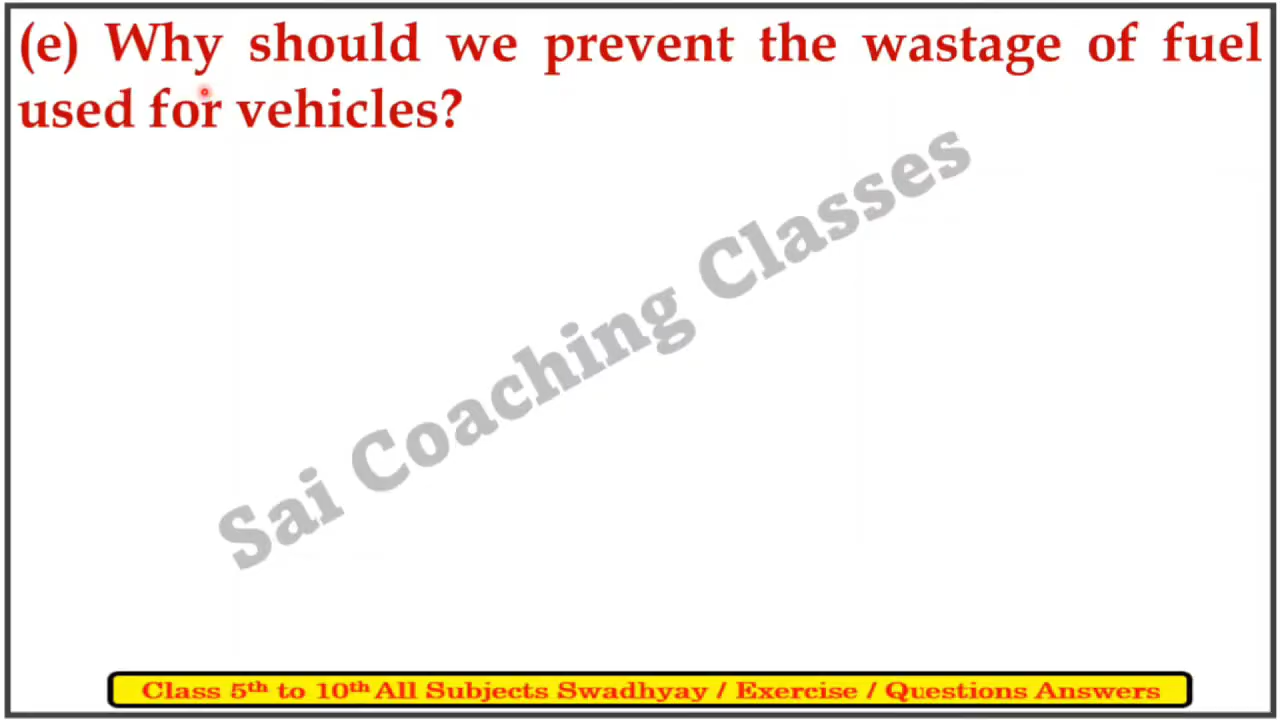 (e) Why should we prevent the wastage of fuel
used for vehicles?
Sai Coaching Classes
Class 5th to 10th All Subjects Swadhyay / Exercise / Questions Answers